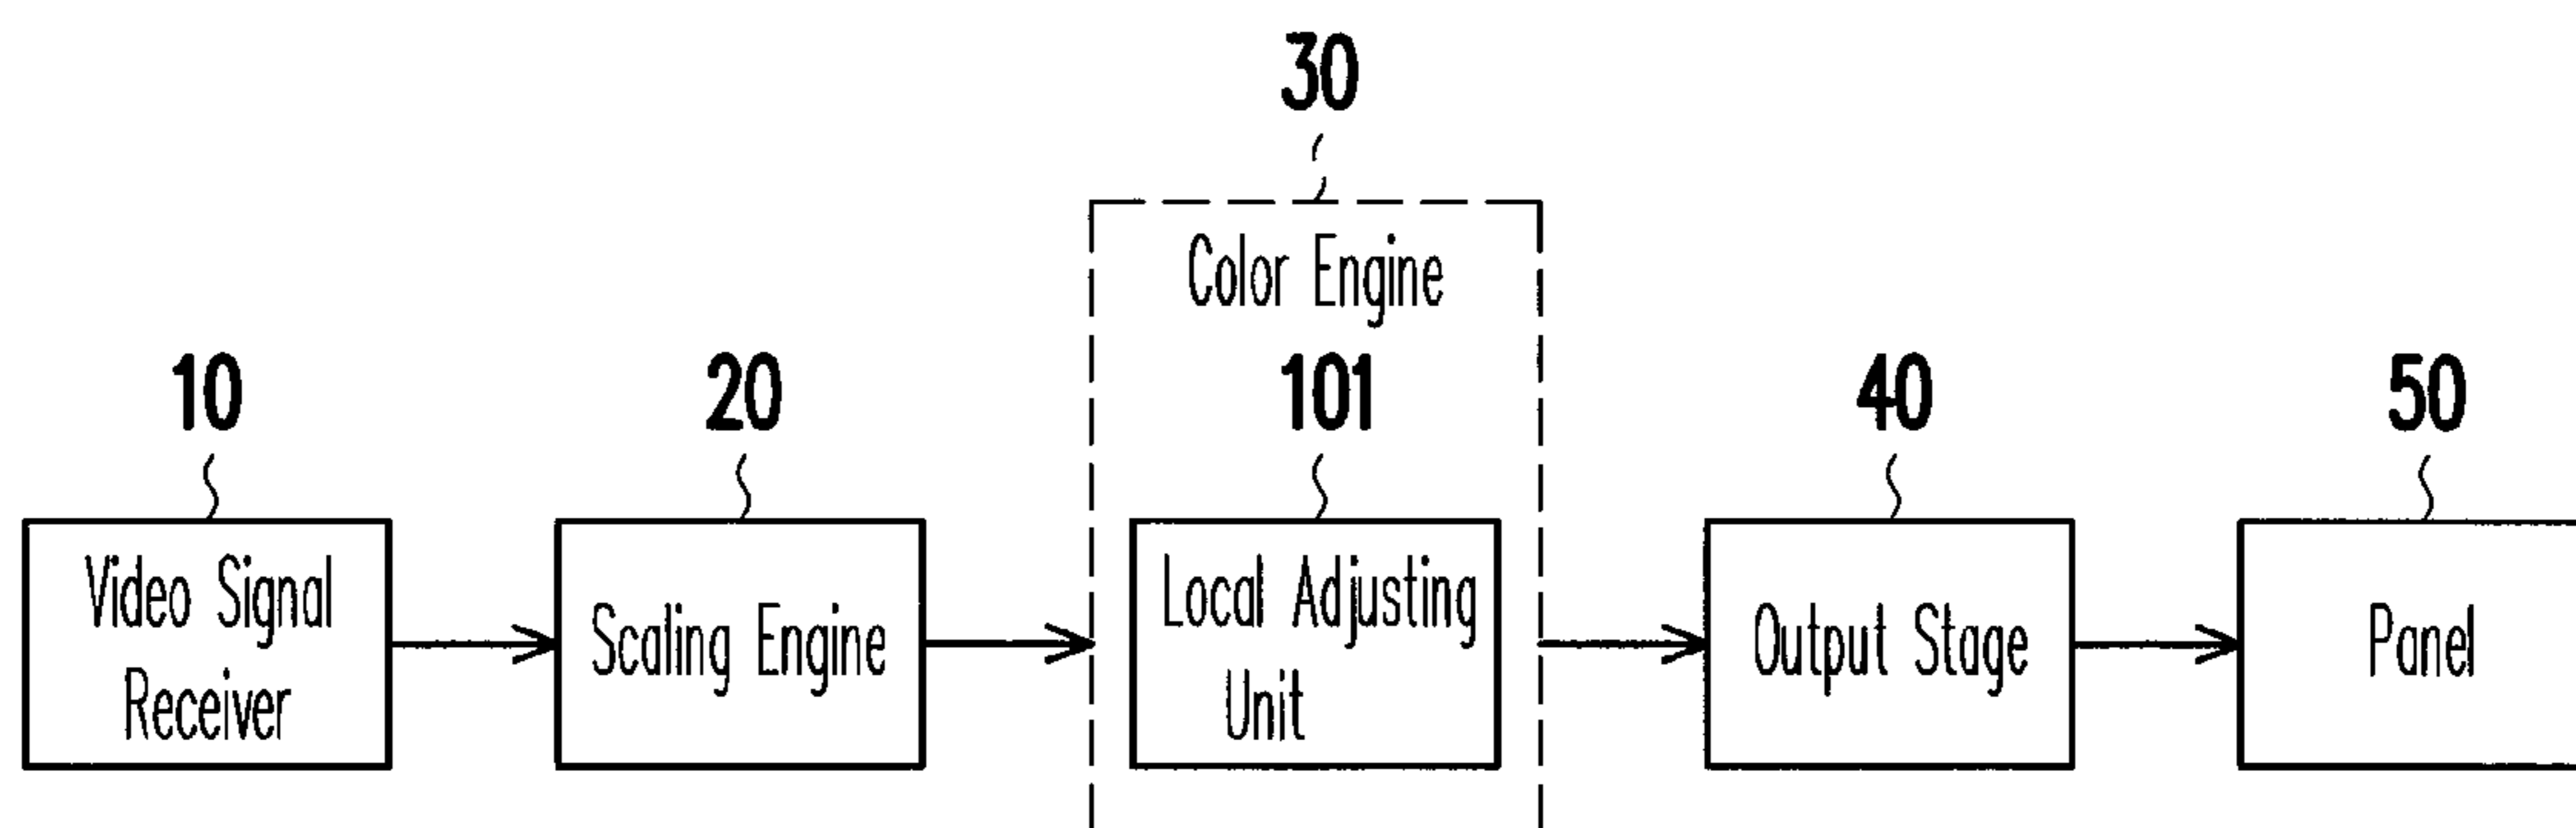 30
Color Engine
10
20
101
40
50
Video Signal
Receiver
Scaling Engine
Local Adjusting
Unit
Output Stage
Panel